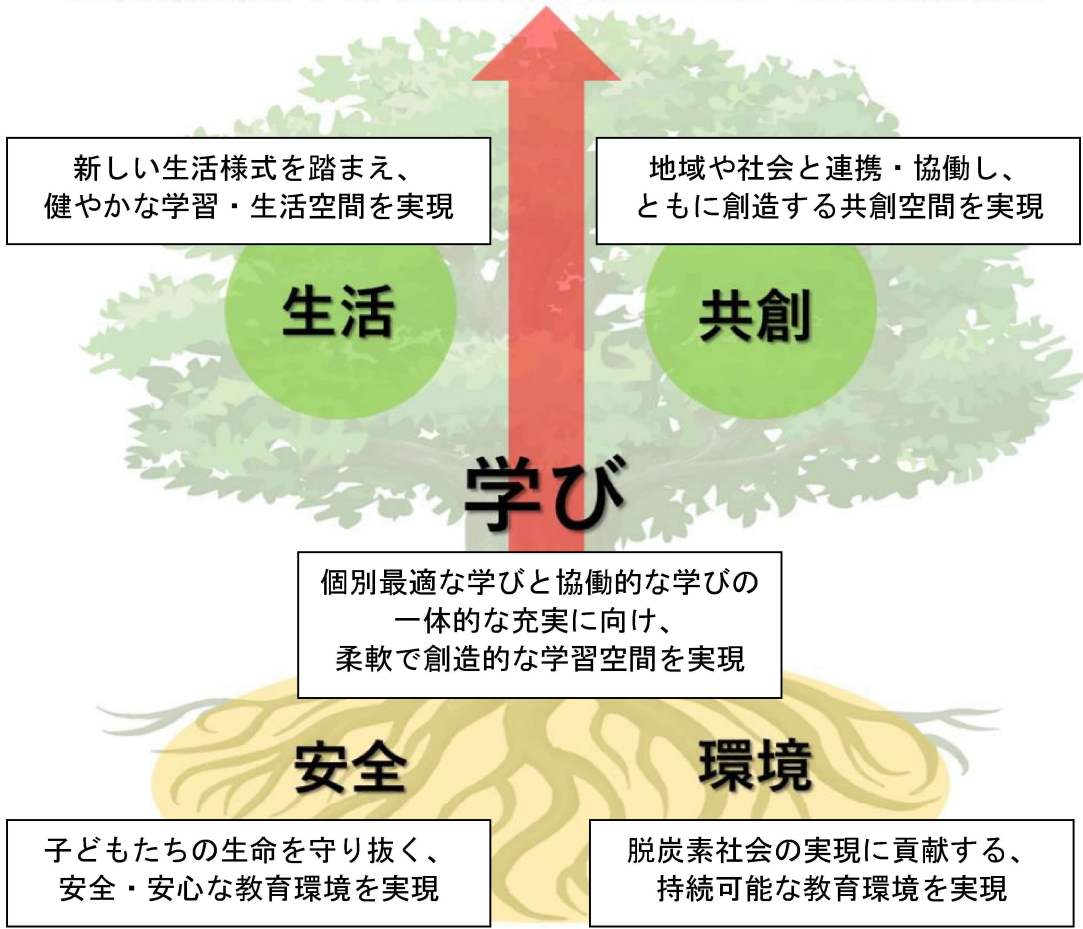 新しい生活様式を踏まえ、
健やかな学習・生活空間を実現
地域や社会と連携・協働し、
ともに創造する共創空間を実現
生活
共創
学び
個別最適な学びと協働的な学びの
一体的な充実に向け、
柔軟で創造的な学習空間を実現
安全
環境
子どもたちの生命を守り抜く、
安全・安心な教育環境を実現
脱炭素社会の実現に貢献する、
持続可能な教育環境を実現